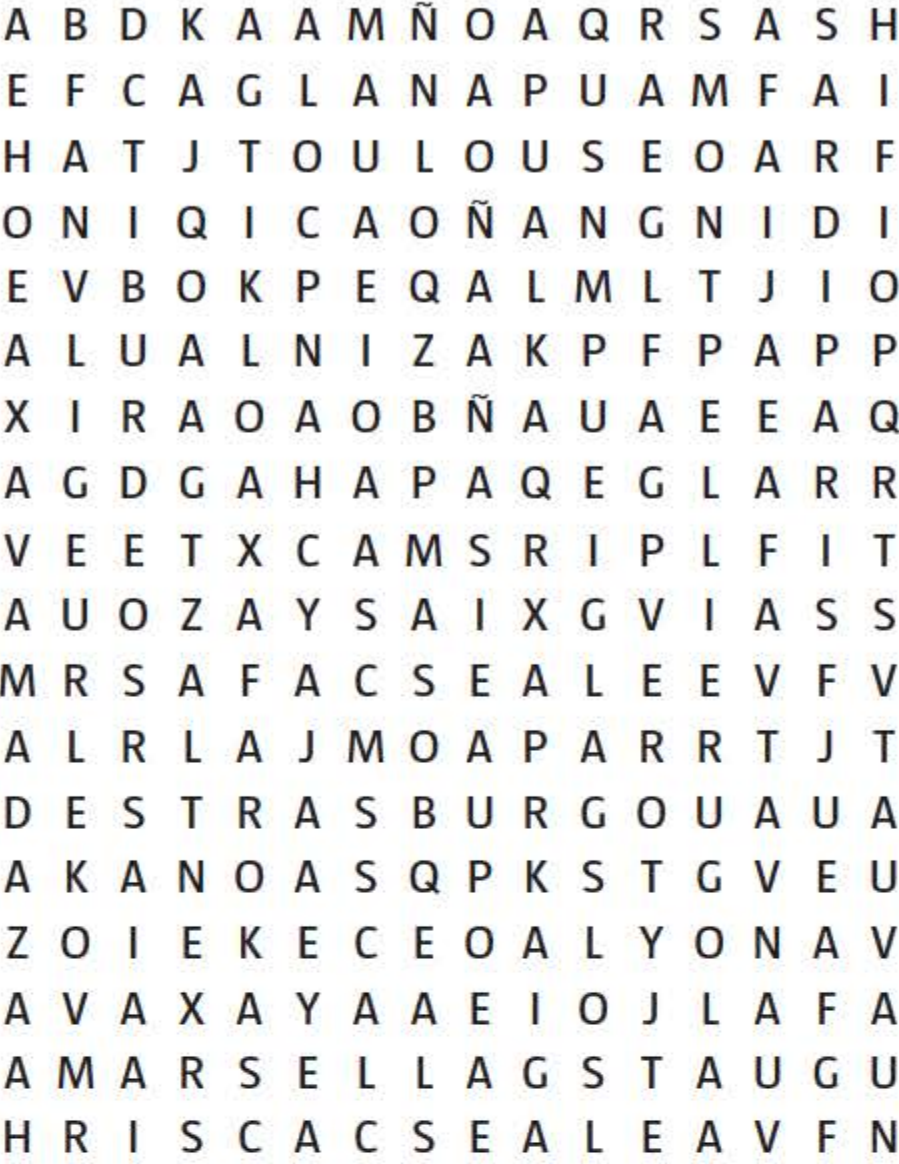 A B D K A A M Ñ O A Q R S A S H
E F C A G L A N A P U A M F A I
H A T J T O U L O U S E O A R F
O N I Q I C A O Ñ A N G N I D I
E V B O K P E Q A L M L T J I O
A L U A L N I Z A K P F P A P P
X I R A O A O B Ñ A U A E E A Q
A G D G A H A P A Q E G L A R R
V E E T X C A M S R I P L F I T
A U O Z A Y S A I X G V I A S S
M R S A F A C S E A L E E V F V
A L R L A J M O A P A R R T J T
D E S T R A S B U R G O U A U A
A K A N O A S Q P K S T G V E U
Z O I E K E C E O A L Y O N A V
A V A X A Y A A E I O J L A F A
A M A R S E L L A G S T A U G U
H R I S C A C S E A L E A V F N